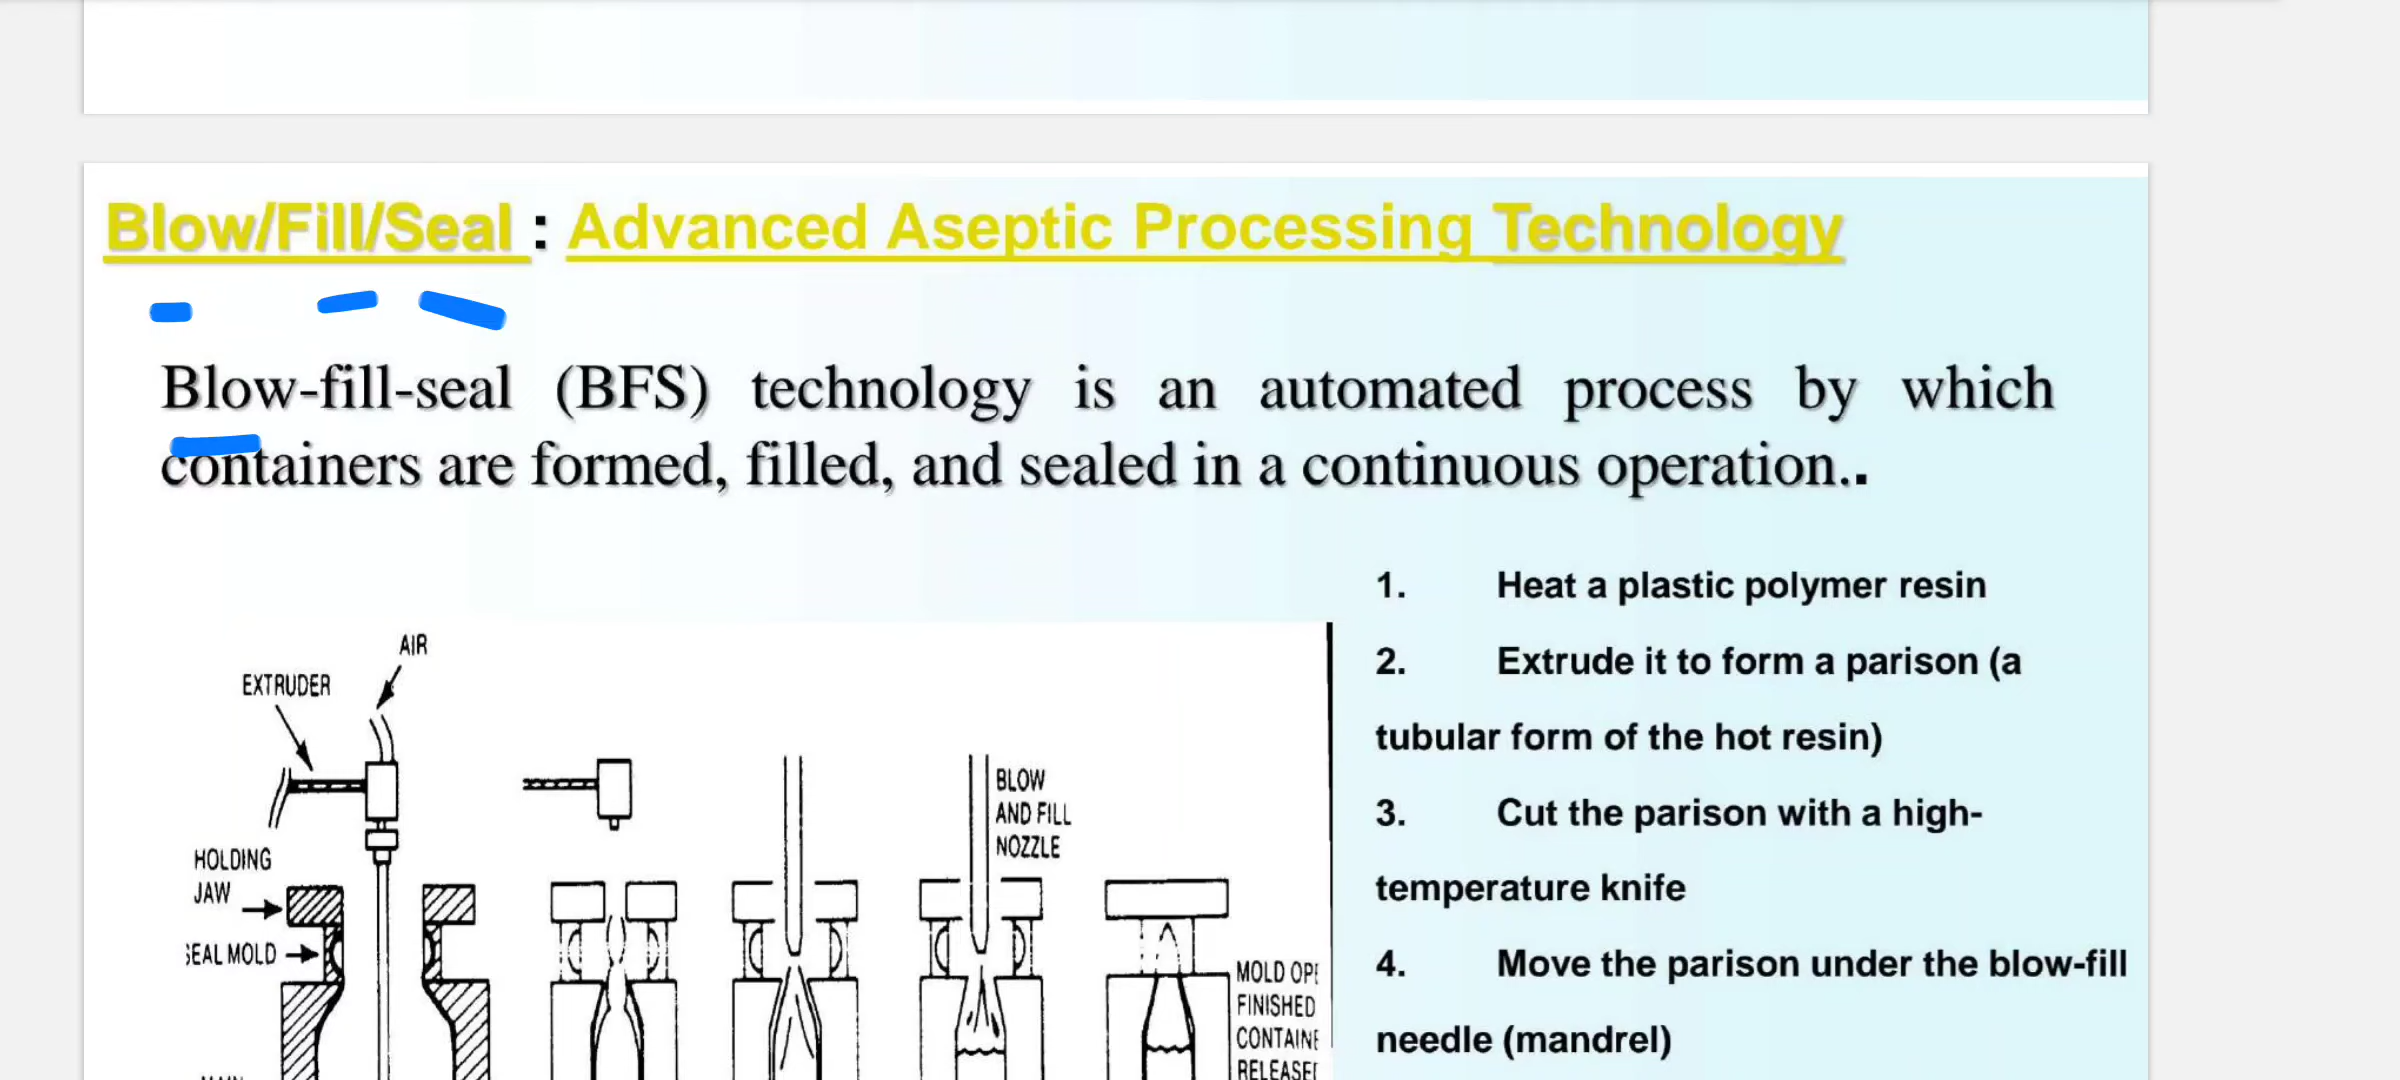 Blow/Fill/Seal : Advanced Aseptic Processing Technology
Blow-fill-seal (BFS) technology is an automated process by which
containers are formed, filled, and sealed in a continuous operation..
1. Heat a plastic polymer resin
2. Extrude it to form a parison (a
tubular form of the hot resin)
3. Cut the parison with a high-
temperature knife
4. Move the parison under the blow-fill
needle (mandrel)
AIR
EXTRUDER
HOLDING
JAW
SEAL MOLD
BLOW
AND FILL
NOZZLE
MOLD
FINISHED